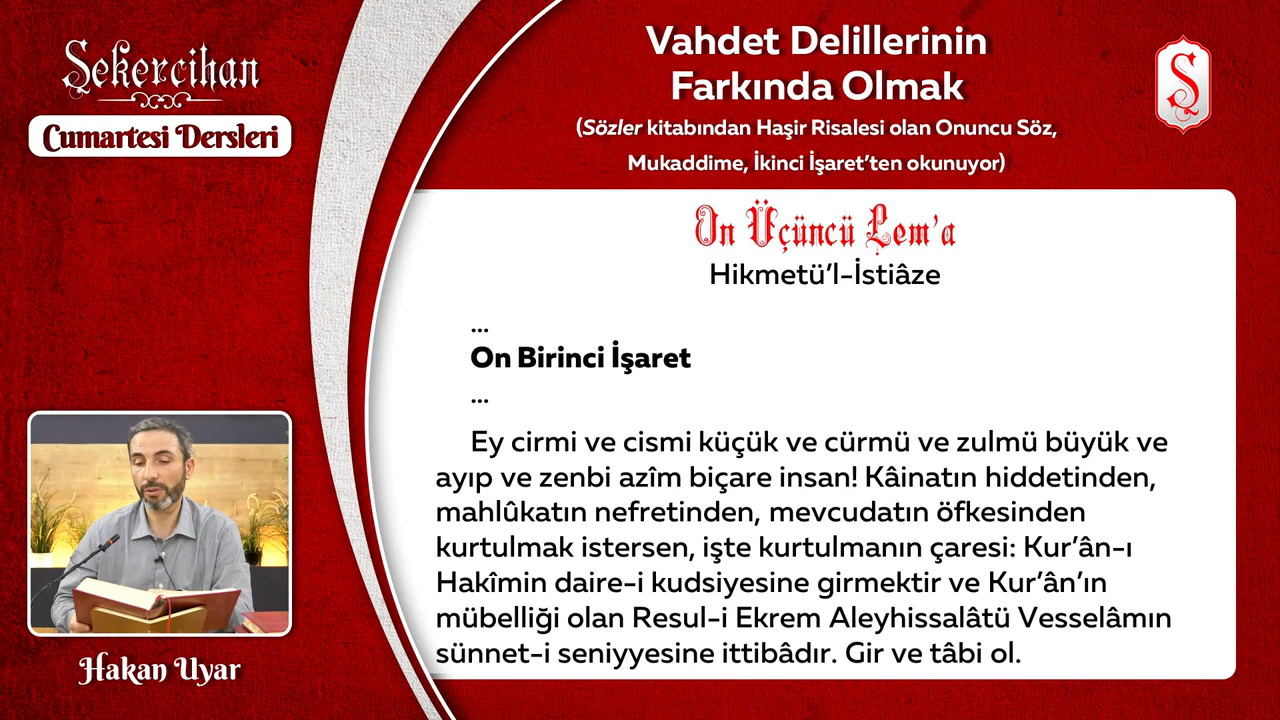 Şekercihan
Cumartesi Dersleri
Vahdet Delillerinin
Farkında Olmak
(Sözler kitabından Haşir Risalesi olan Onuncu Söz,
Mukaddime, İkinci İşaret’ten okunuyor)
Ş
On Üçüncü Lem’a
Hikmetü’l-İstiâze
...
On Birinci İşaret
...
Ey cirmi ve cismi küçük ve cürmü ve zulmü büyük ve
ayıp ve zenbi azîm biçare insan! Kâinatın hiddetinden,
mahlûkatın nefretinden, mevcudatın öfkesinden
kurtulmak istersen, işte kurtulmanın çaresi: Kur’ân-ı
Hakîmin daire-i kudsiyesine girmektir ve Kur’ân’ın
mübelliği olan Resul-i Ekrem Aleyhissalâtü Vesselâmın
sünnet-i seniyyesine ittibâdır. Gir ve tâbi ol.
Hakan Uyar